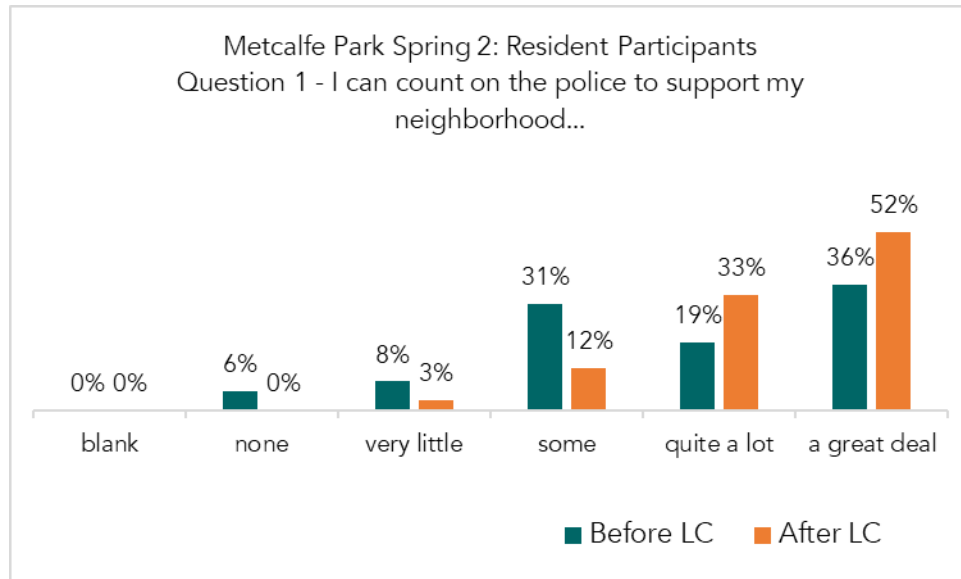 Metcalfe Park Spring 2: Resident Participants
Question 1 - I can count on the police to support my
neighborhood...
0% 0%
6% 0%
8% 3%
31% 12%
19% 33%
36% 52%
blank none very little some quite a lot a great deal
Before LC After LC